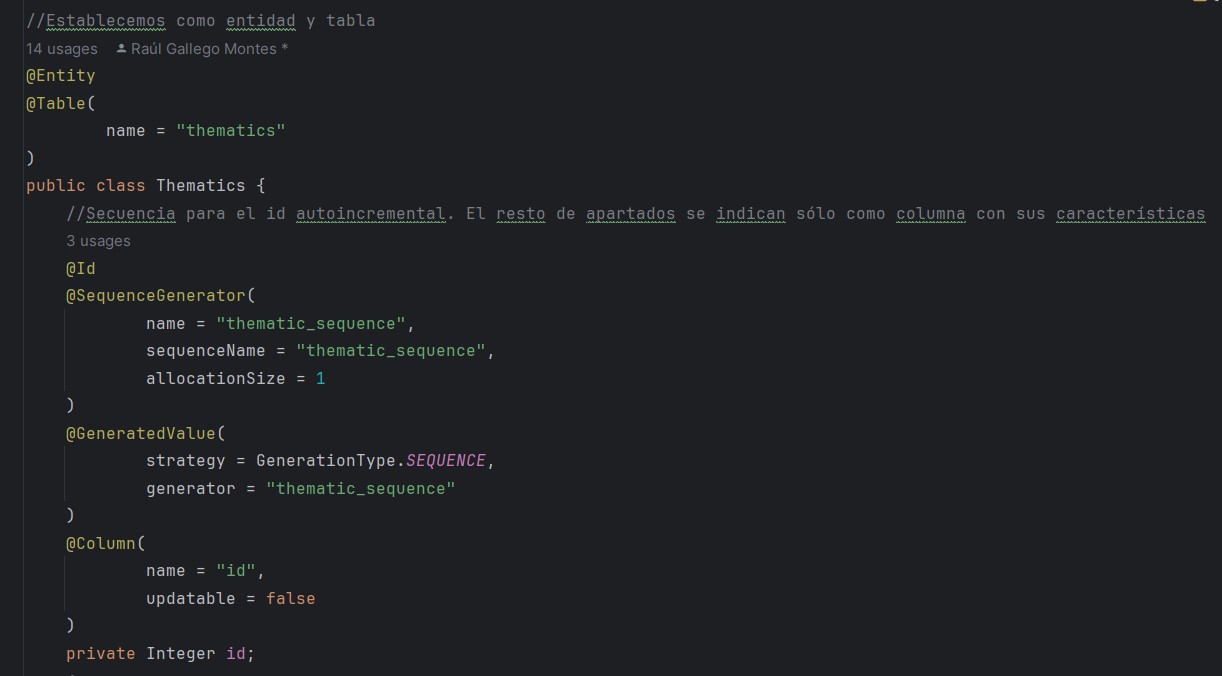 //Establecemos como entidad y tabla
14 usages Raúl Gallego Montes *
@Entity
@Table(
name = "thematics"
)
public class Thematics {
//Secuencia para el id autoincremental. El resto de apartados se indican sólo como columna con sus características
3 usages
@Id
@SequenceGenerator(
name = "thematic_sequence",
sequenceName = "thematic_sequence",
allocationSize = 1
)
@GeneratedValue(
strategy = GenerationType.SEQUENCE,
generator = "thematic_sequence"
)
@Column(
name = "id",
updatable = false
)
private Integer id;